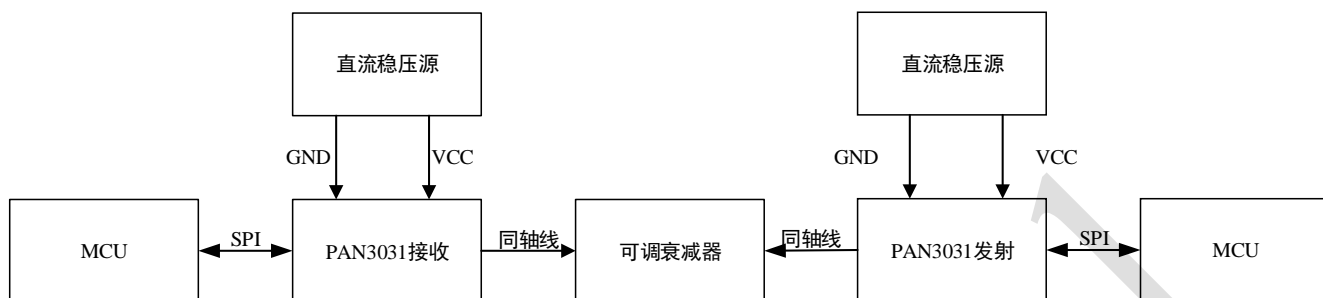 直流稳压源
直流稳压源
GND
VCC
GND
VCC
MCU
SPI
PAN3031接收
同轴线
可调衰减器
同轴线
PAN3031发射
SPI
MCU